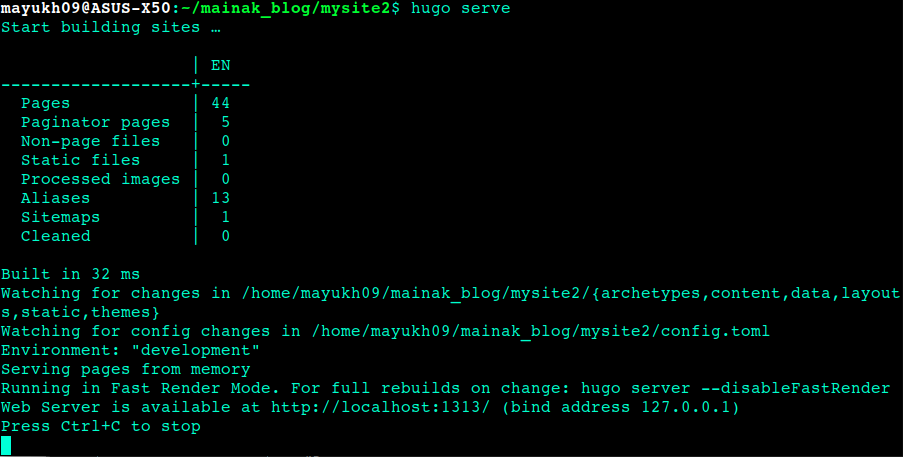 mayukh09@ASUS-X50:~/mainak_blog/mysite2$ hugo serve
Start building sites …
                   | EN
-------------------+-----
  Pages            | 44
  Paginator pages  |  5
  Non-page files   |  0
  Static files     |  1
  Processed images |  0
  Aliases          | 13
  Sitemaps         |  1
  Cleaned          |  0
Built in 32 ms
Watching for changes in /home/mayukh09/mainak_blog/mysite2/{archetypes,content,data,layout
s,static,themes}
Watching for config changes in /home/mayukh09/mainak_blog/mysite2/config.toml
Environment: "development"
Serving pages from memory
Running in Fast Render Mode. For full rebuilds on change: hugo server --disableFastRender
Web Server is available at http://localhost:1313/ (bind address 127.0.0.1)
Press Ctrl+C to stop